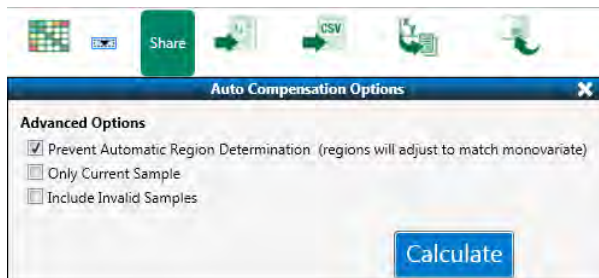 Share
CSV
Auto Compensation Options
Advanced Options
Prevent Automatic Region Determination (regions will adjust to match monovariate)
Only Current Sample
Include Invalid Samples
Calculate